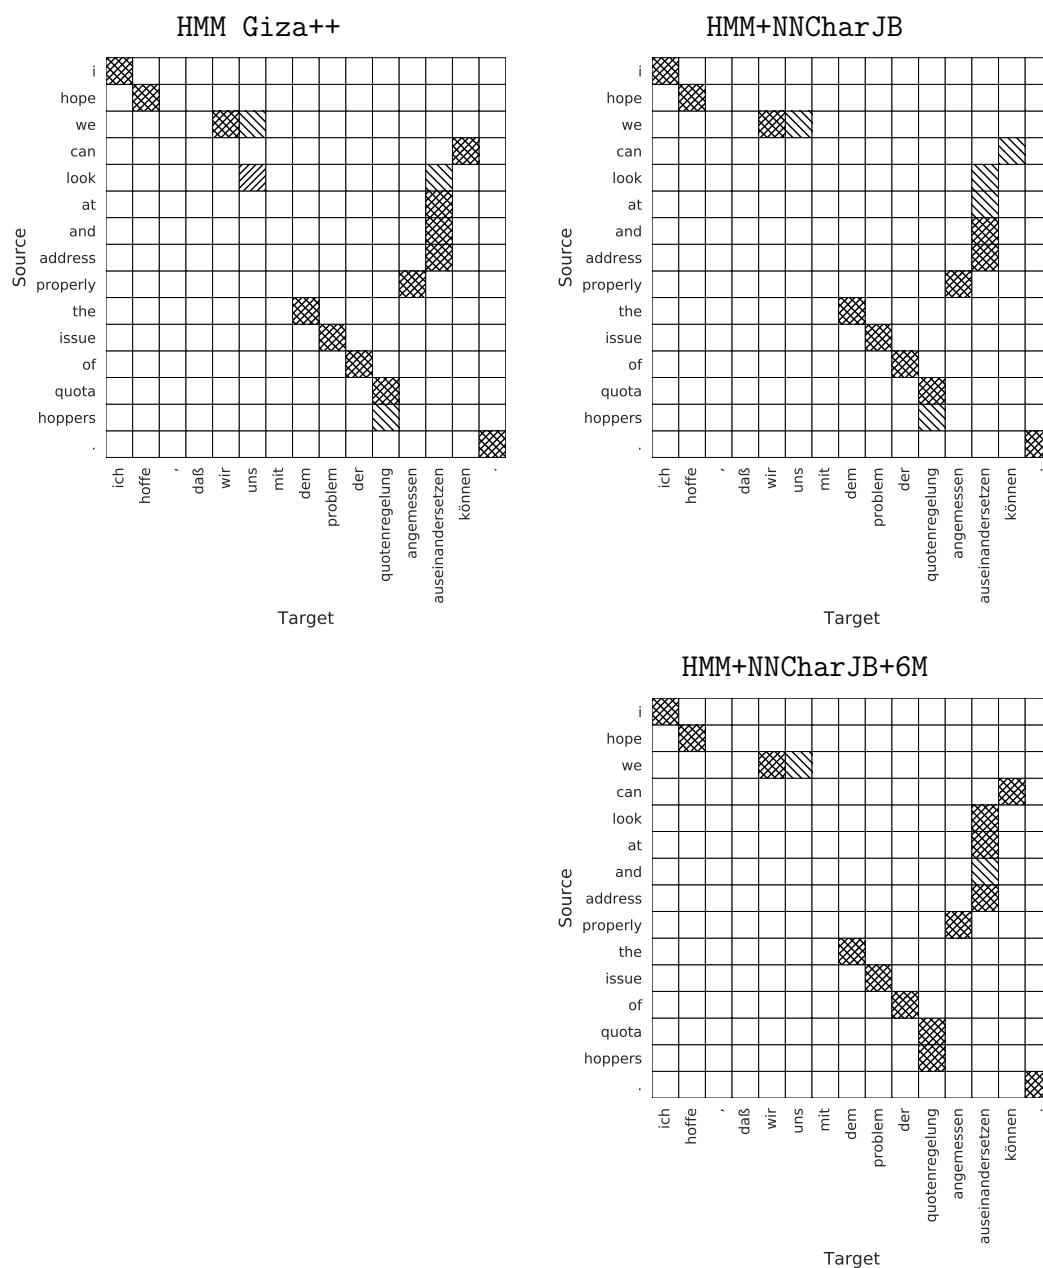 HMM Giza++
Source
i
hope
we
can
look
at
and
address
properly
the
issue
of
quota
hoppers
.
ich
hoffe
,
daß
wir
uns
mit
dem
problem
der
quotenregelung
angemessen
auseinandersetzen
können
.
Target
HMM+NNCharJB
Source
i
hope
we
can
look
at
and
address
properly
the
issue
of
quota
hoppers
.
ich
hoffe
,
daß
wir
uns
mit
dem
problem
der
quotenregelung
angemessen
auseinandersetzen
können
.
Target
HMM+NNCharJB+6M
Source
i
hope
we
can
look
at
and
address
properly
the
issue
of
quota
hoppers
.
ich
hoffe
,
daß
wir
uns
mit
dem
problem
der
quotenregelung
angemessen
auseinandersetzen
können
.
Target